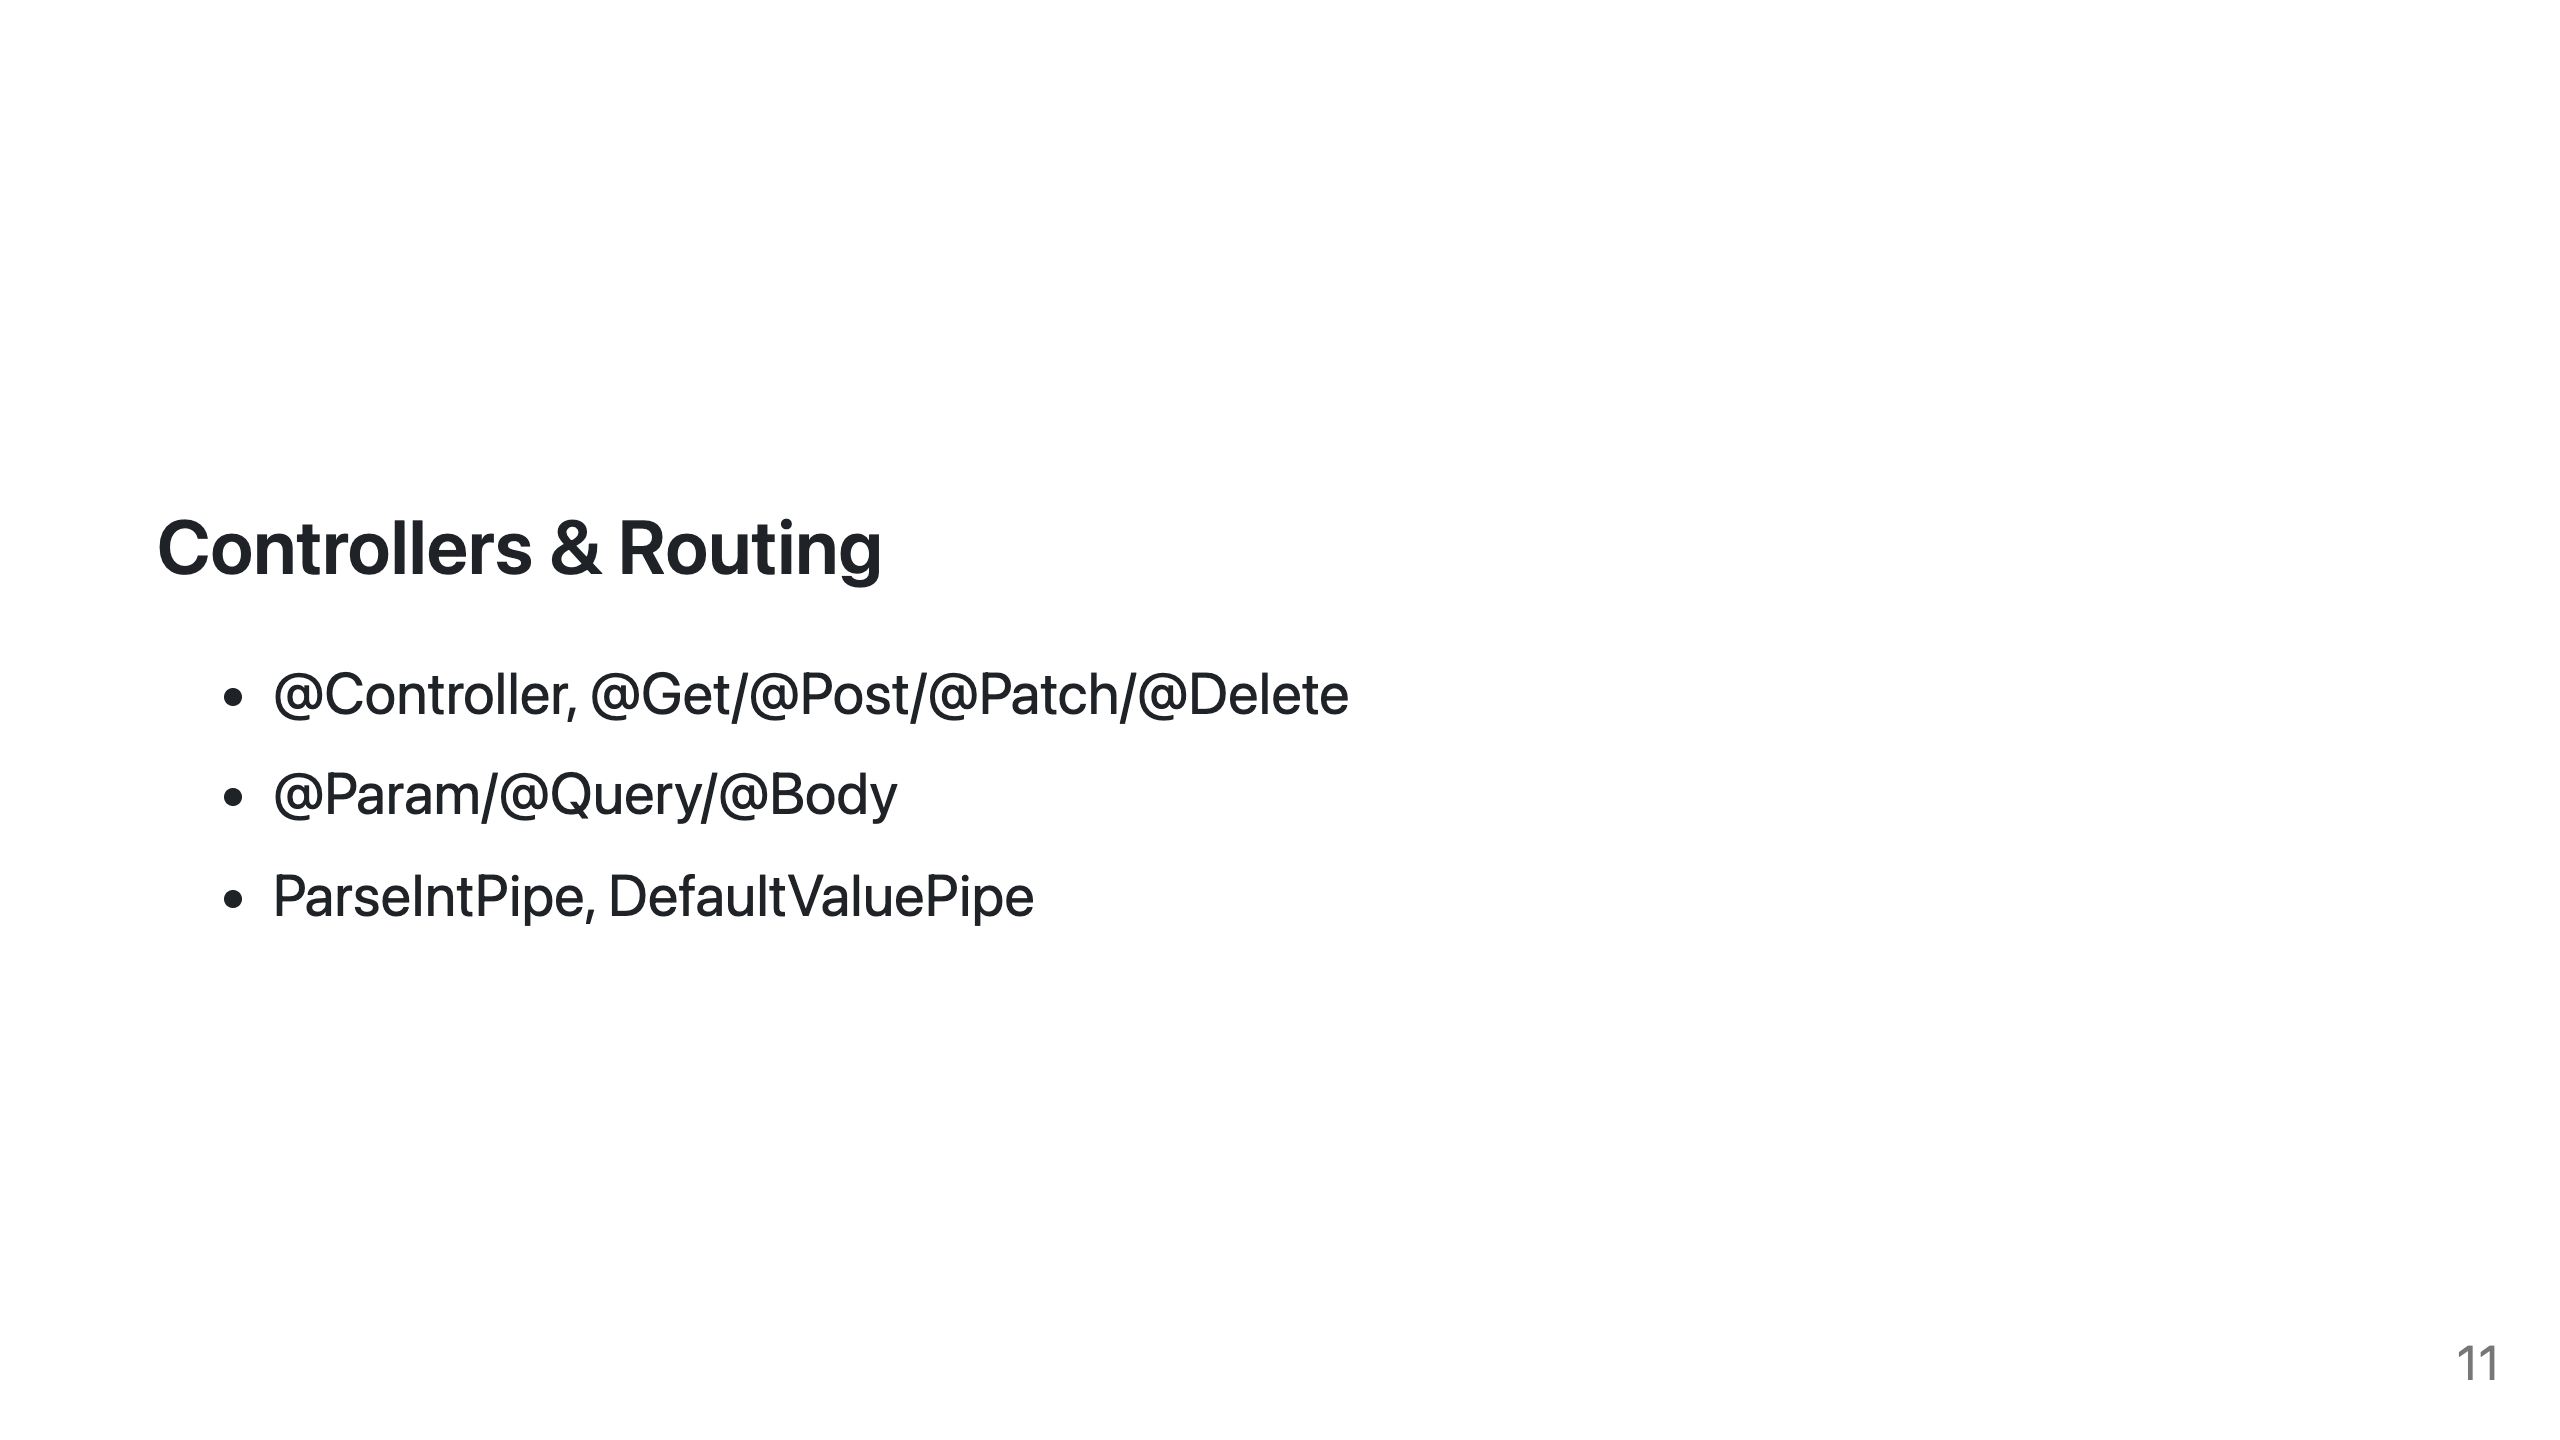 Controllers & Routing
• @Controller, @Get/@Post/@Patch/@Delete
• @Param/@Query/@Body
• ParseIntPipe, DefaultValuePipe
11